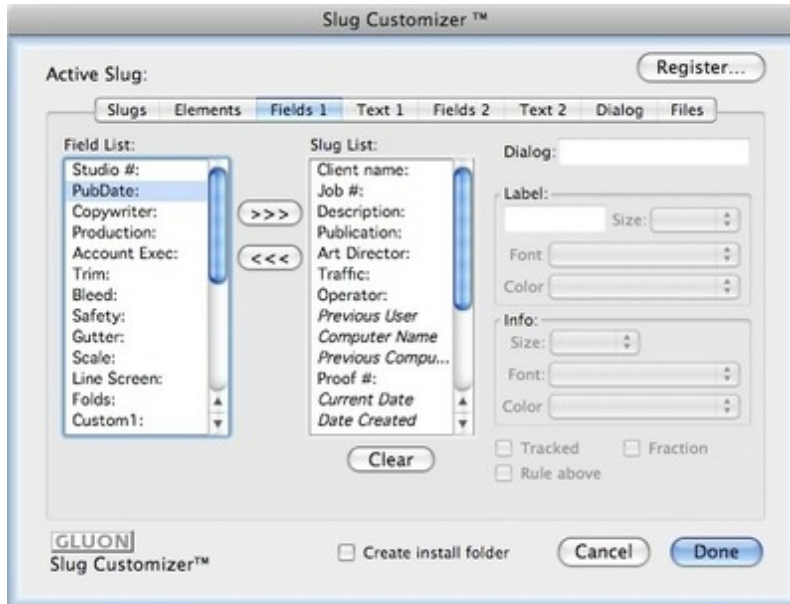 Slug Customizer ™
Active Slug:
Register...
Slugs Elements Fields 1 Text 1 Fields 2 Text 2 Dialog Files
Field List:
Studio #:
PubDate:
Copywriter:
Production:
Account Exec:
Trim:
Bleed:
Safety:
Gutter:
Scale:
Line Screen:
Folds:
Custom1:
>>>
<<<
Slug List:
Client name:
Job #:
Description:
Publication:
Art Director:
Traffic:
Operator:
Previous User
Computer Name
Previous Compu...
Proof #:
Current Date
Date Created
Clear
Dialog:
Label:
Size:
Font
Color
Info:
Size:
Font:
Color
Tracked Fraction
Rule above
GLUON
Slug Customizer™
Create install folder
Cancel
Done